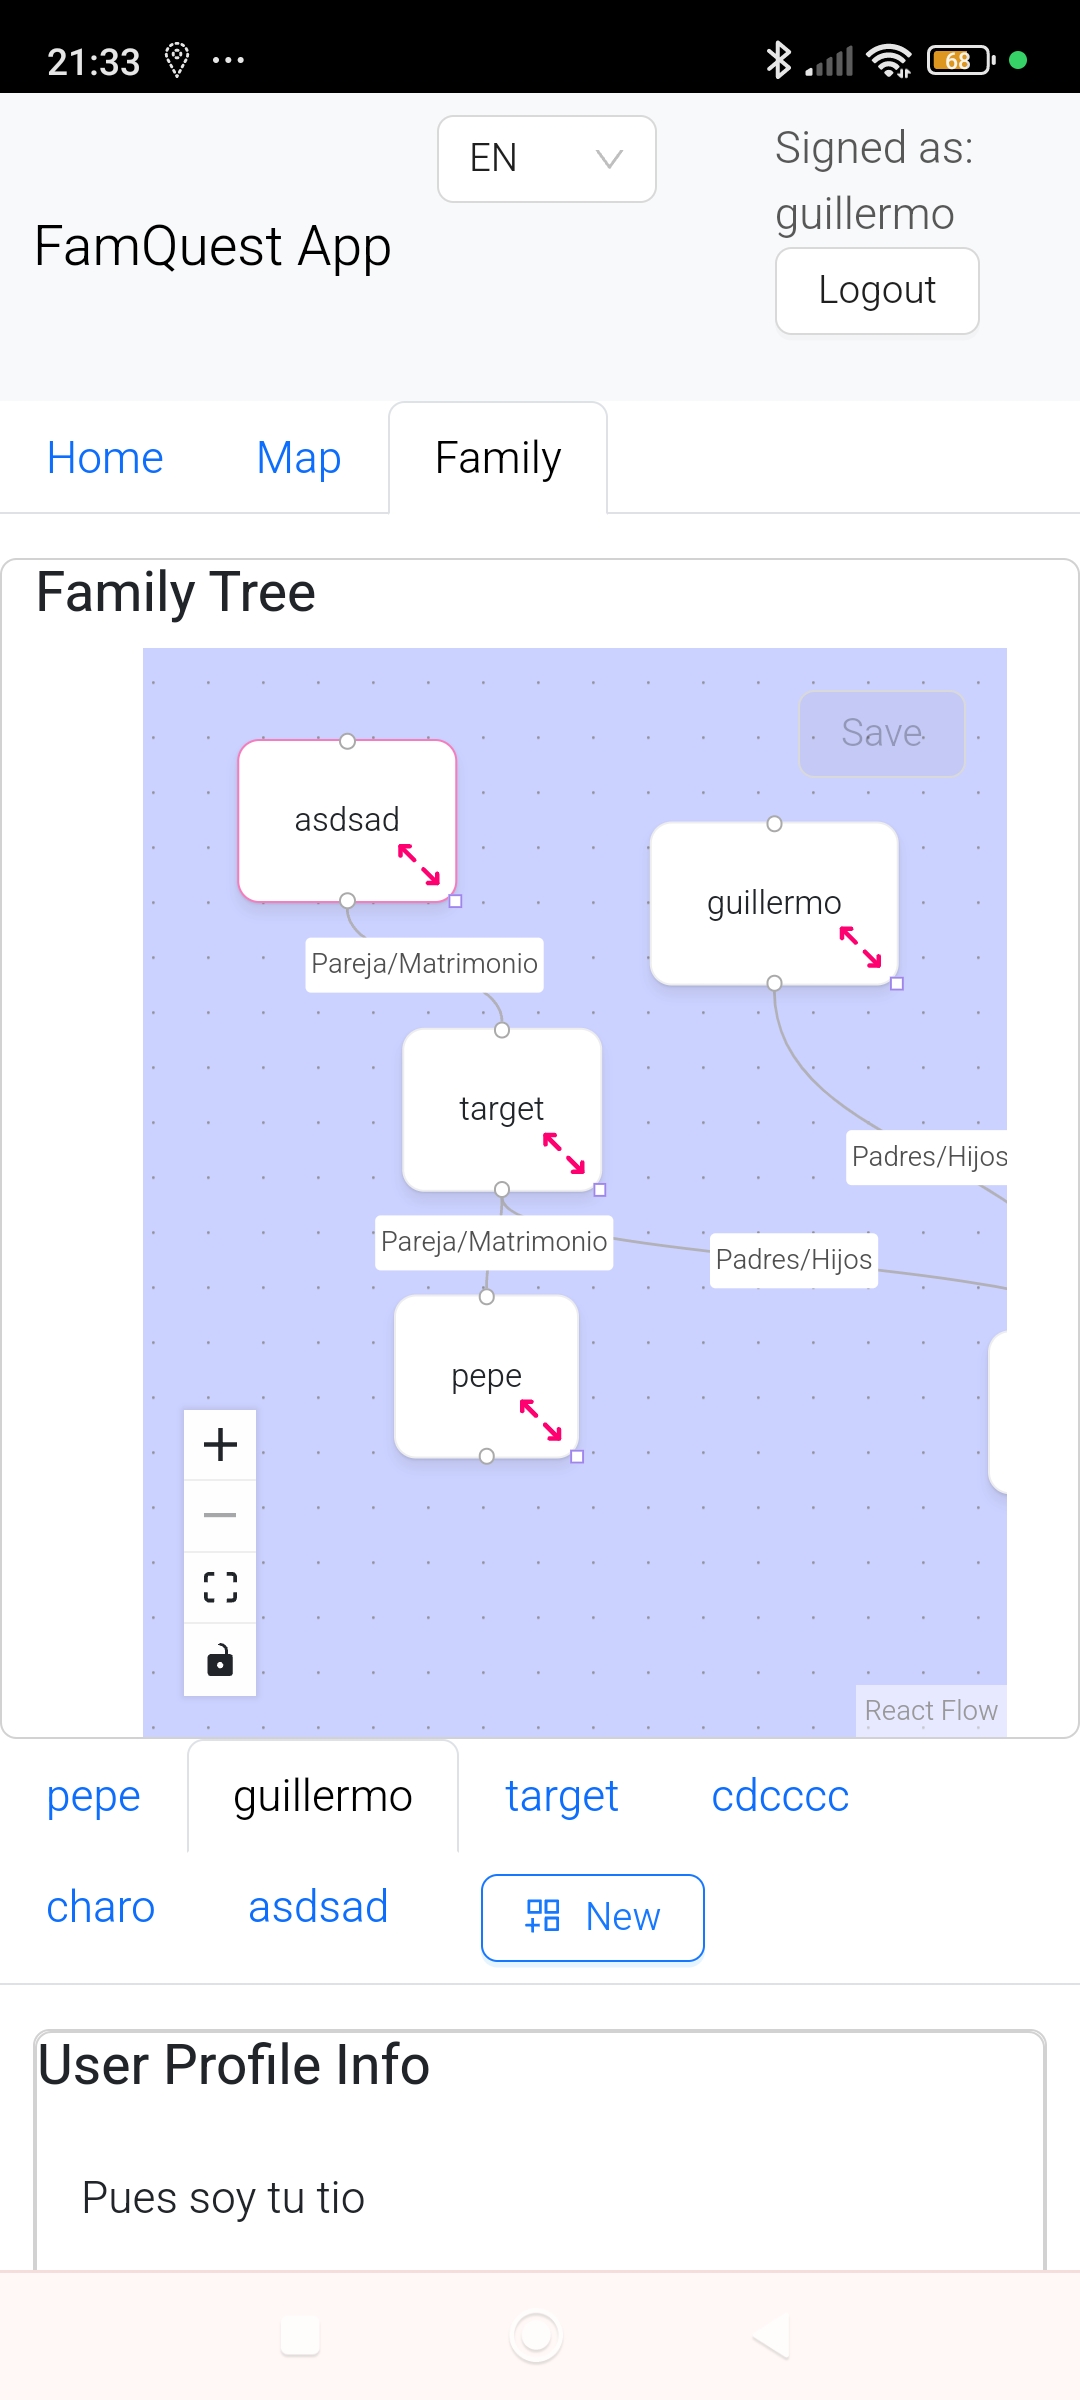 21:33
68
EN
Signed as:
guillermo
FamQuest App
Logout
Home
Map
Family
Family Tree
Save
asdsad
guillermo
Pareja/Matrimonio
target
Padres/Hijos
Pareja/Matrimonio
Padres/Hijos
pepe
React Flow
pepe
guillermo
target
cdcccc
charo
asdsad
New
User Profile Info
Pues soy tu tio